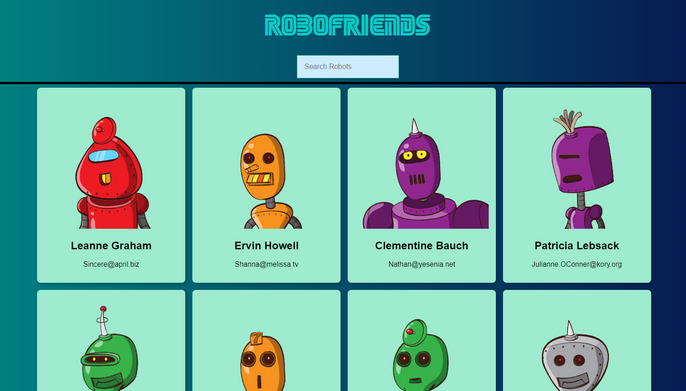 ROBOFRIENDS
Search Robots
Leanne Graham
Ervin Howell
Clementine Bauch
Patricia Lebsack
Sincere@april.biz
Shanna@melissa.tv
Nathan@yesenia.net
Julianne.OConner@kory.org